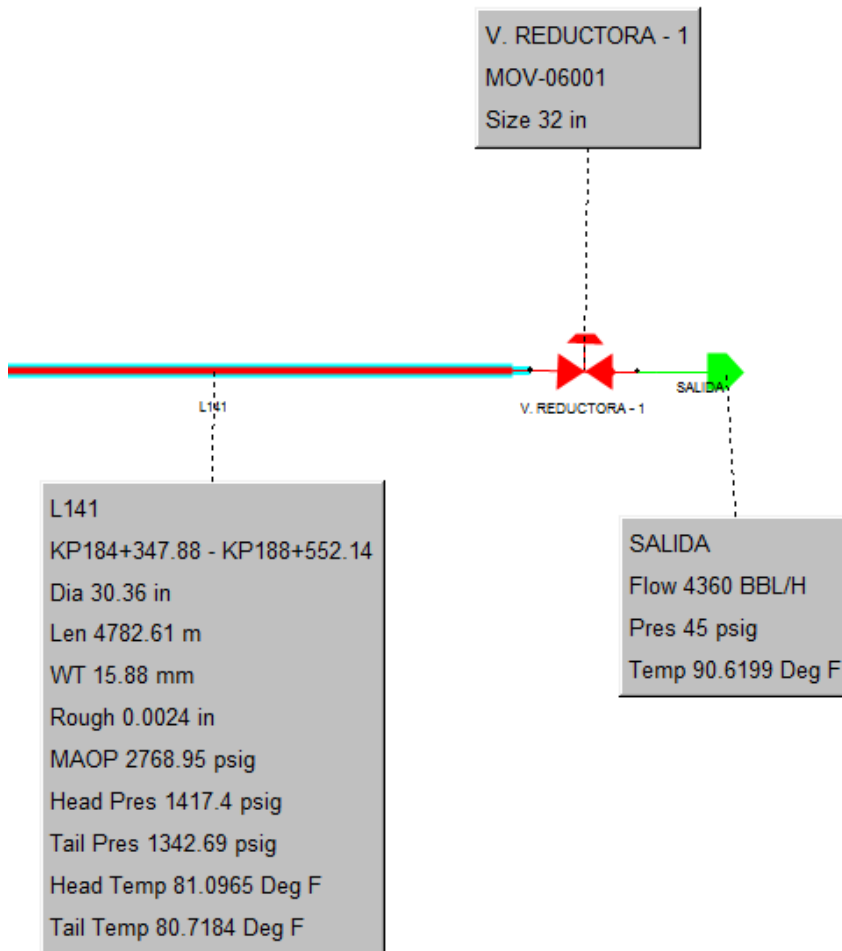 V. REDUCTORA - 1
MOV-06001
Size 32 in
L141
V. REDUCTORA - 1
SALIDA
L141
KP184+347.88 - KP188+552.14
Dia 30.36 in
Len 4782.61 m
WT 15.88 mm
Rough 0.0024 in
MAOP 2768.95 psig
Head Pres 1417.4 psig
Tail Pres 1342.69 psig
Head Temp 81.0965 Deg F
Tail Temp 80.7184 Deg F
SALIDA
Flow 4360 BBL/H
Pres 45 psig
Temp 90.6199 Deg F